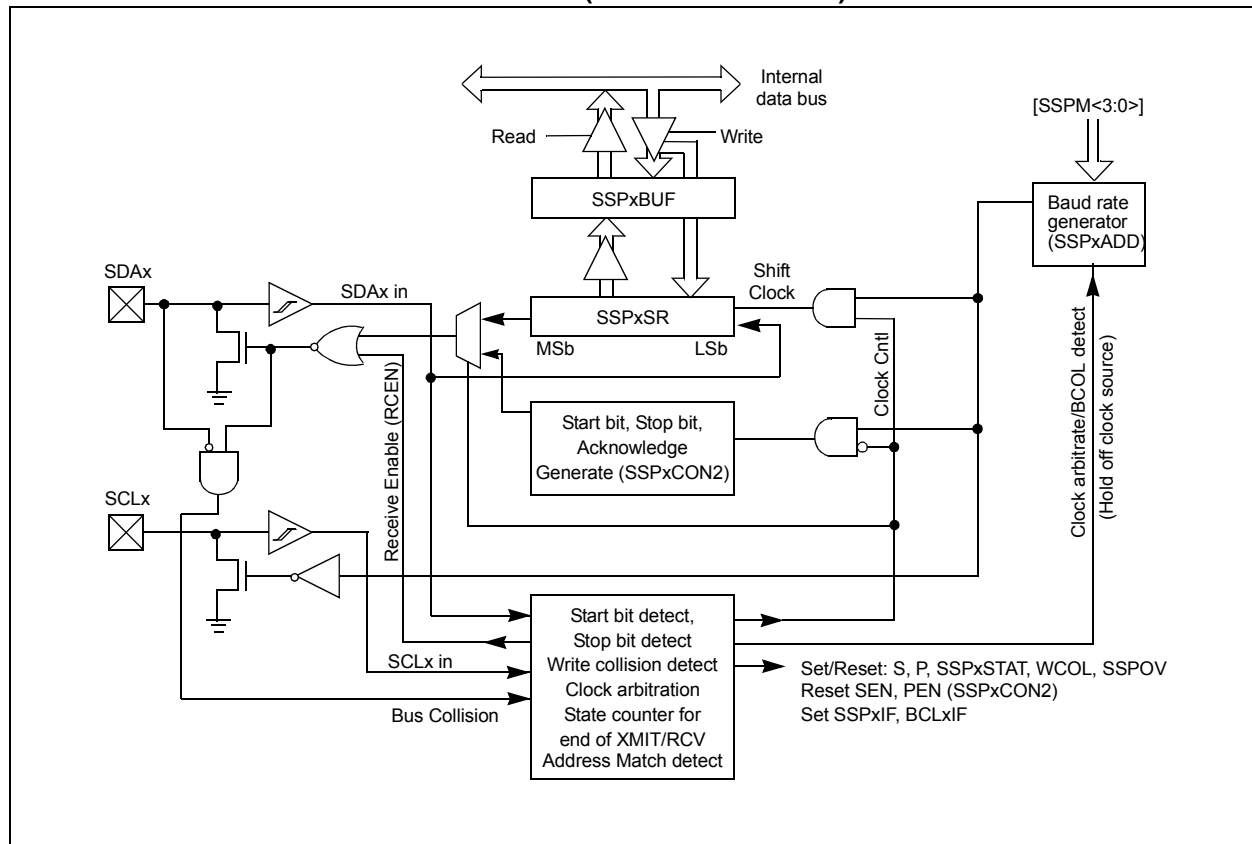 Internal
data bus
[SSPM<3:0>]
Read
Write
SSPxBUF
Baud rate
generator
(SSPxADD)
SDAx
SDAx in
Shift
Clock
SSPxSR
MSb
LSb
Receive Enable (RCEN)
Clock Cntl
Clock arbitrate/BCOL detect
(Hold off clock source)
Start bit, Stop bit,
Acknowledge
Generate (SSPxCON2)
SCLx
SCLx in
Bus Collision
Start bit detect,
Stop bit detect
Write collision detect
Clock arbitration
State counter for
end of XMIT/RCV
Address Match detect
Set/Reset: S, P, SSPxSTAT, WCOL, SSPOV
Reset SEN, PEN (SSPxCON2)
Set SSPxIF, BCLxIF